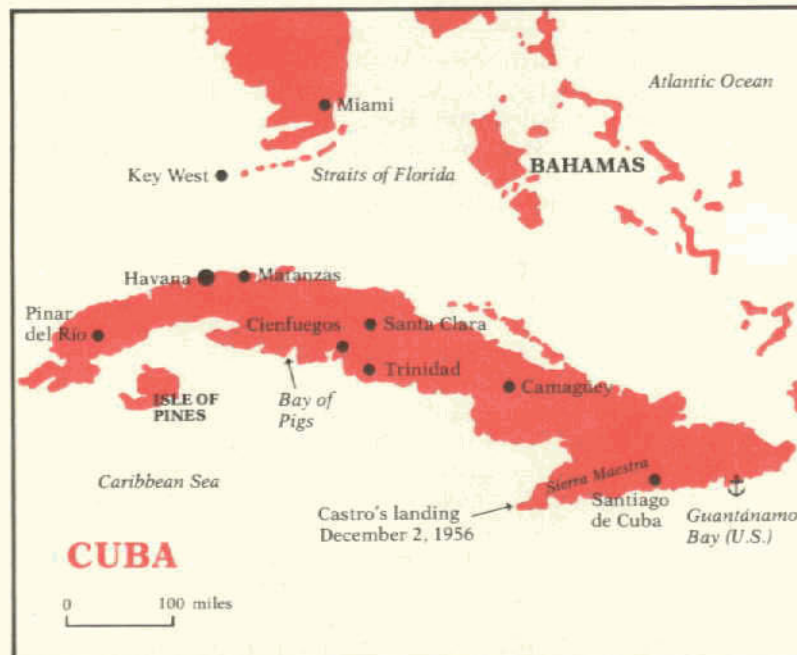 Atlantic Ocean
Miami
BAHAMAS
Key West
Straits of Florida
Havana
Matanzas
Pinar
del Río
Cienfuegos
Santa Clara
Trinidad
ISLE OF
PINES
Bay of
Pigs
Camagüey
Caribbean Sea
Sierra Maestra
Castro's landing
December 2, 1956
Santiago
de Cuba
Guantánamo
Bay (U.S.)
CUBA
0 100 miles